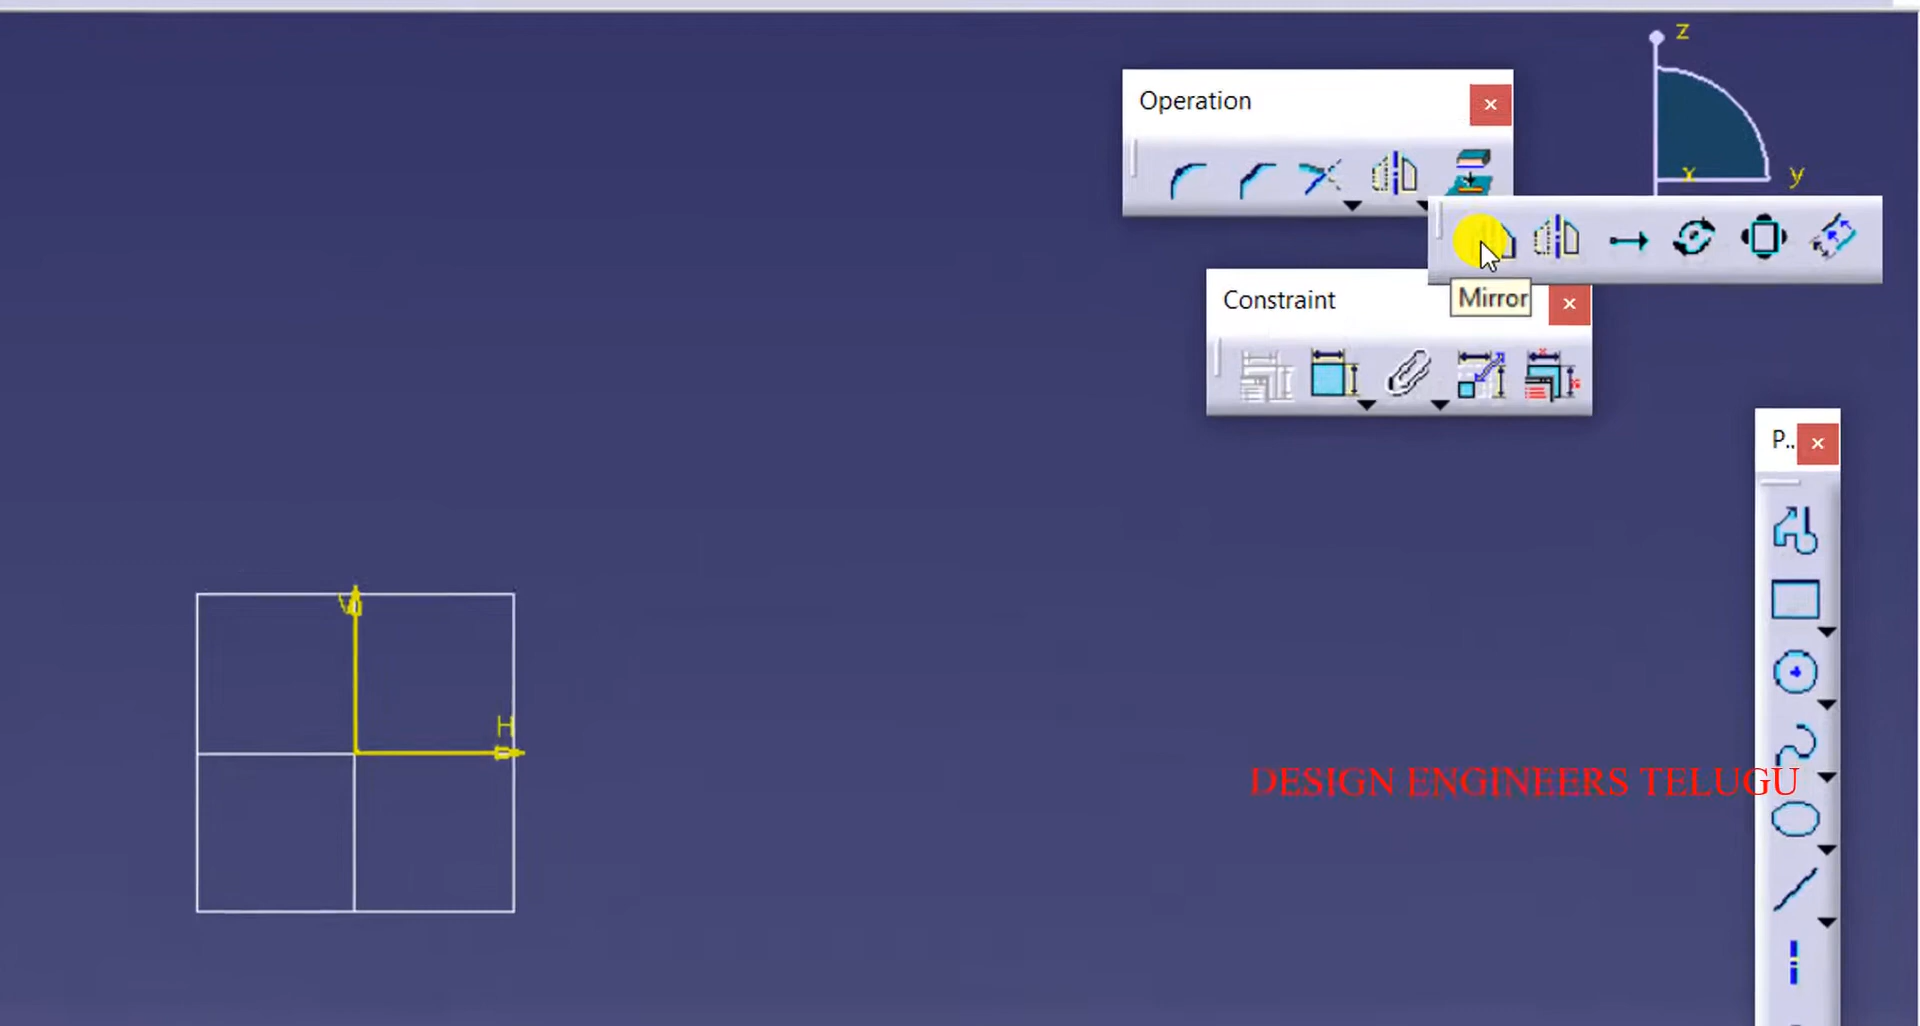 z
Operation
x
y
Mirror
Constraint
P..
V
H
DESIGN ENGINEERS TELUGU